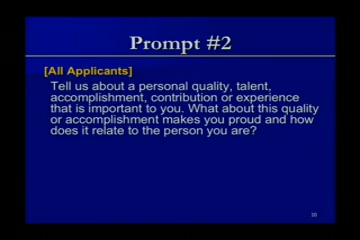 Prompt #2
[All Applicants]
Tell us about a personal quality, talent,
accomplishment, contribution or experience
that is important to you. What about this quality
or accomplishment makes you proud and how
does it relate to the person you are?
10